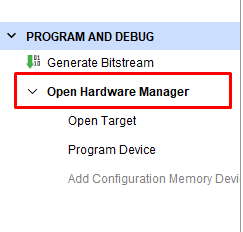 PROGRAM AND DEBUG
Generate Bitstream
Open Hardware Manager
Open Target
Program Device
Add Configuration Memory Devi